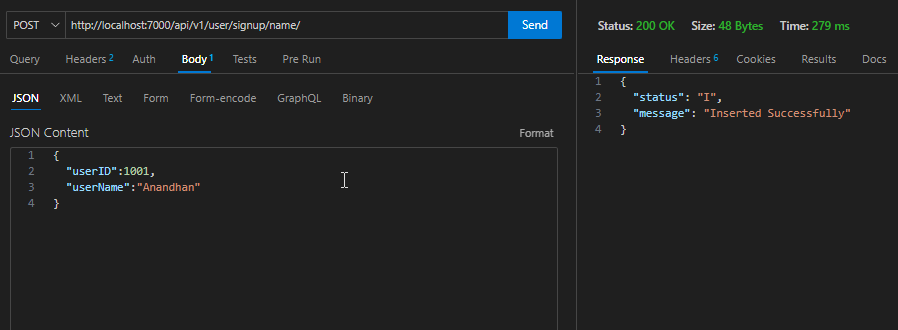 POST http://localhost:7000/api/v1/user/signup/name/ Send
Query Headers 2 Auth Body 1 Tests Pre Run
JSON XML Text Form Form-encode GraphQL Binary
JSON Content Format
1 {
2 "userID":1001,
3 "userName":"Anandhan"
4 }
Status: 200 OK Size: 48 Bytes Time: 279 ms
Response Headers 6 Cookies Results Docs
1 {
2 "status": "I",
3 "message": "Inserted Successfully"
4 }